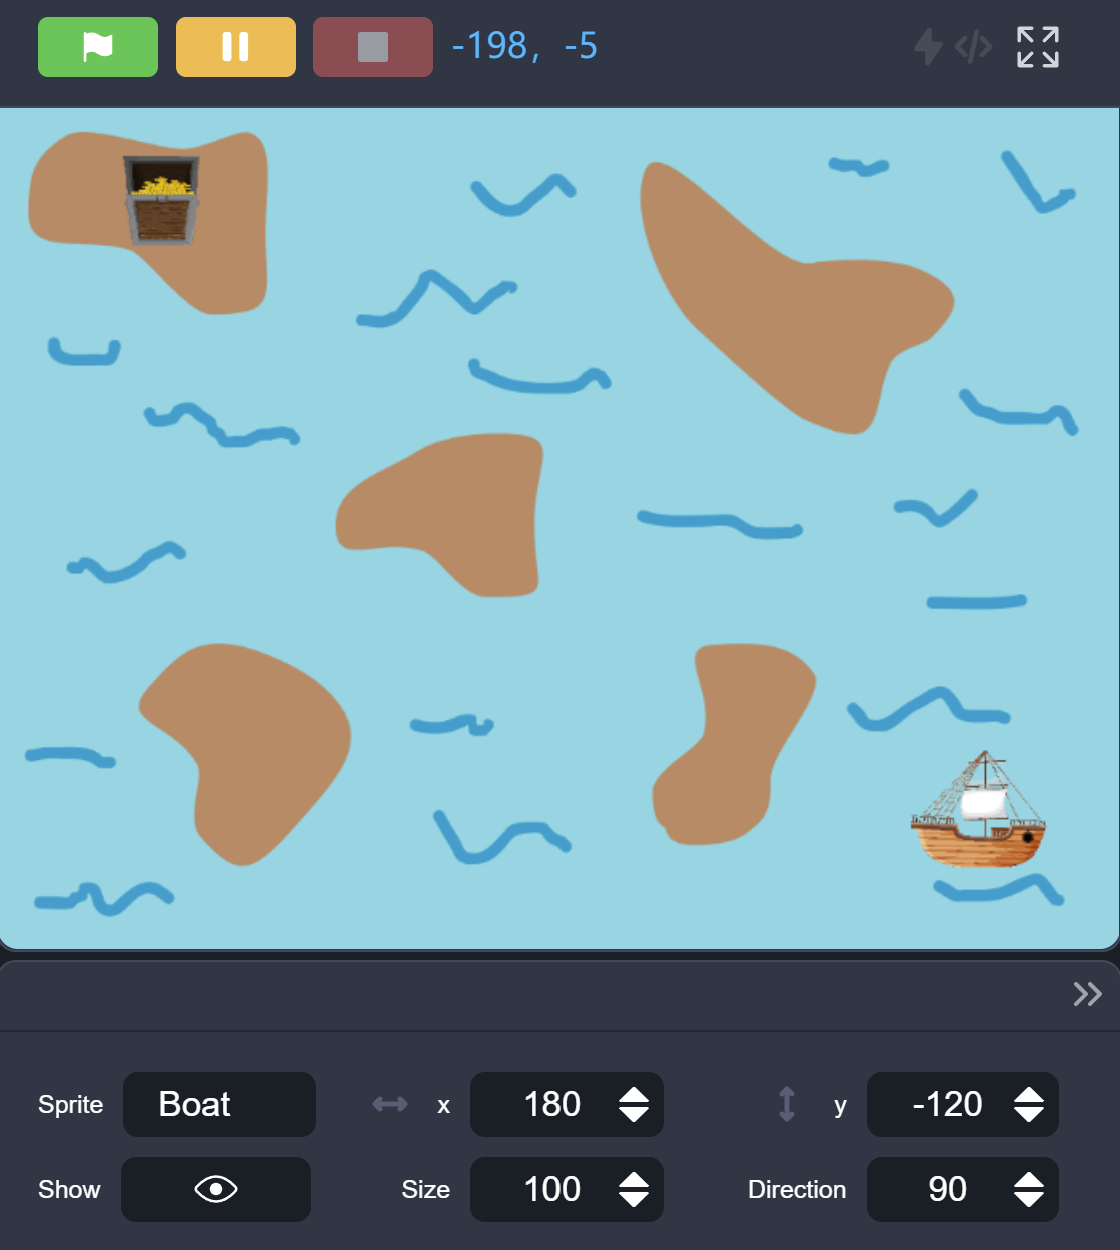 -198, -5
Sprite Boat x 180 y -120
Show Size 100 Direction 90